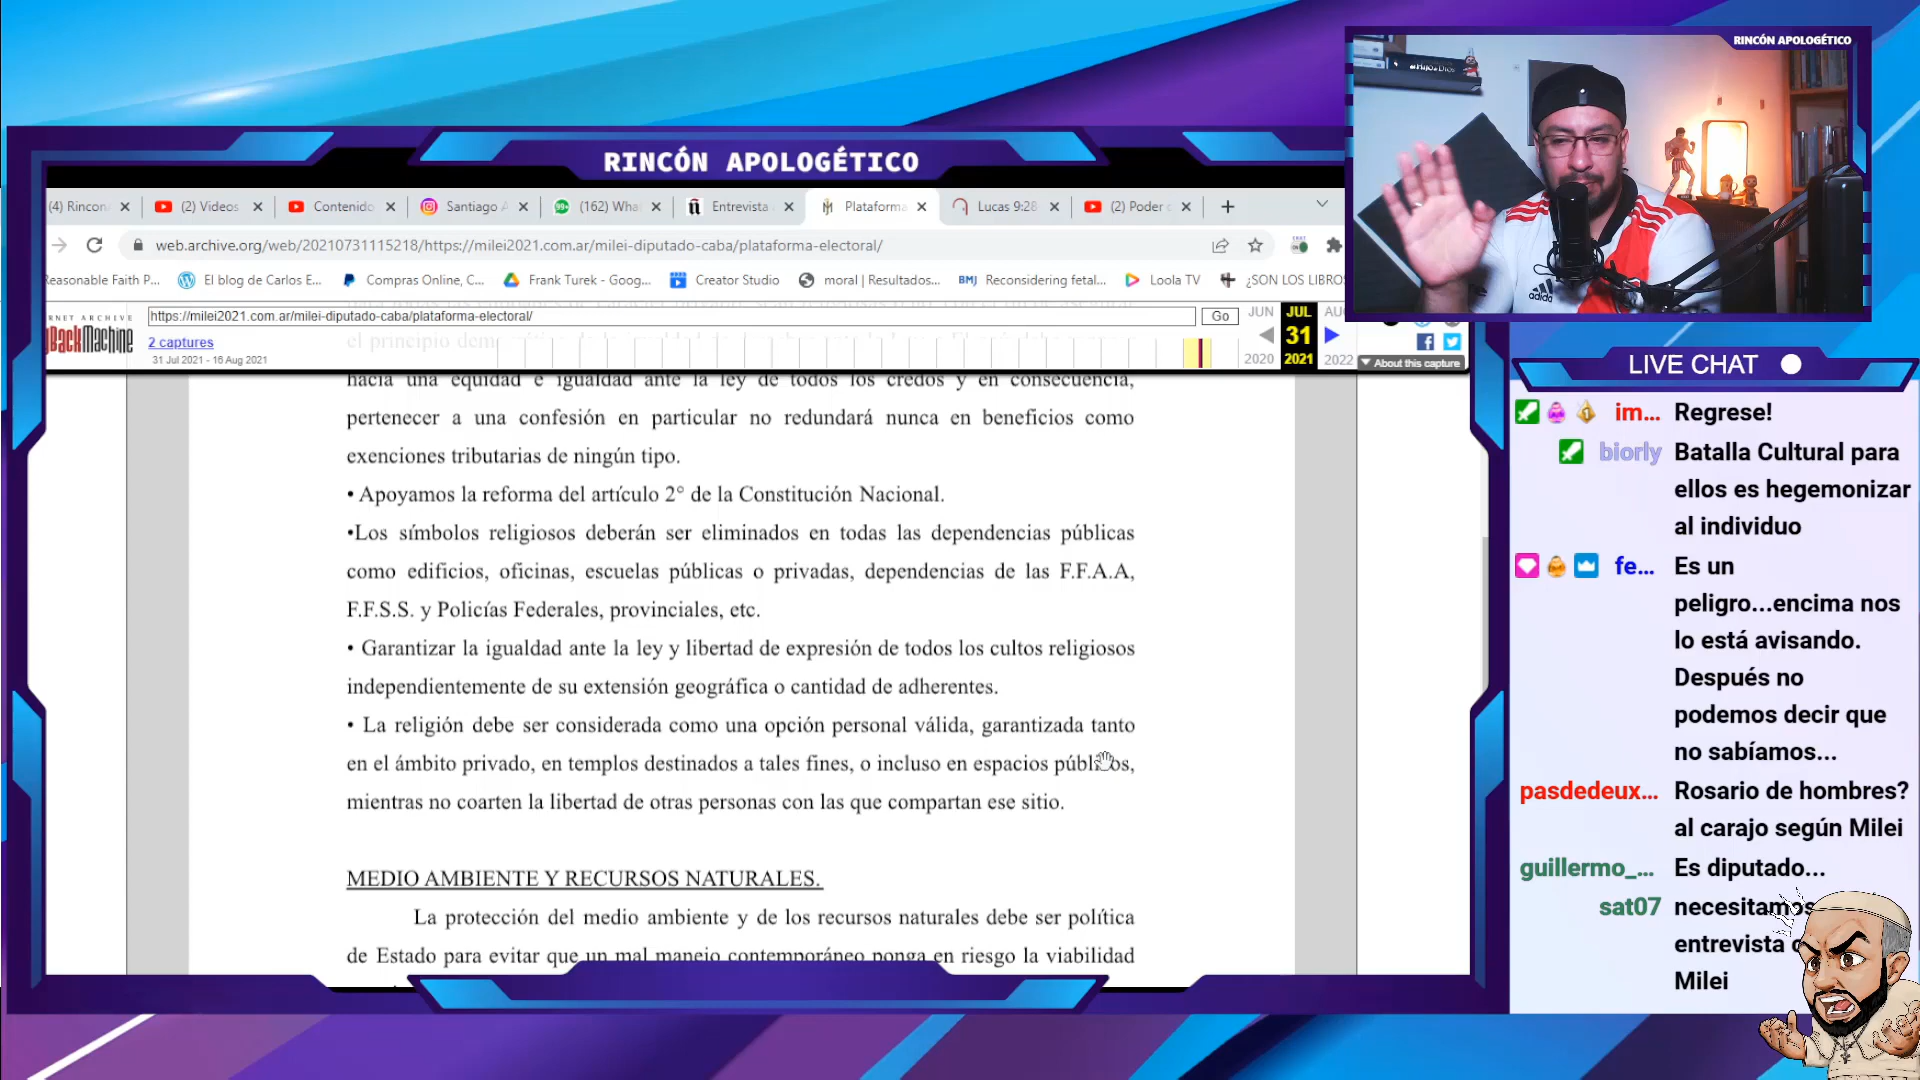 RINCÓN APOLOGÉTICO
RINCÓN APOLOGÉTICO
(4) Rincon
(2) Videos
Contenido
Santiago A
(162) Wha
Entrevista
Plataforma
Lucas 9:28
(2) Poder
web.archive.org/web/20210731115218/https://milei2021.com.ar/milei-diputado-caba/plataforma-electoral/
Reasonable Faith P...
El blog de Carlos E...
Compras Online, C...
Frank Turek - Goog...
Creator Studio
moral | Resultados...
BMJ Reconsidering fetal...
Loola TV
¿SON LOS LIBRO
https://milei2021.com.ar/milei-diputado-caba/plataforma-electoral/
Go
JUN JUL AUG
31
2020 2021 2022
2 captures
31 Jul 2021 - 16 Aug 2021
About this capture
hacia una equidad e igualdad ante la ley de todos los credos y en consecuencia,
pertenecer a una confesión en particular no redundará nunca en beneficios como
exenciones tributarias de ningún tipo.
• Apoyamos la reforma del artículo 2° de la Constitución Nacional.
•Los símbolos religiosos deberán ser eliminados en todas las dependencias públicas
como edificios, oficinas, escuelas públicas o privadas, dependencias de las F.F.A.A,
F.F.S.S. y Policías Federales, provinciales, etc.
• Garantizar la igualdad ante la ley y libertad de expresión de todos los cultos religiosos
independientemente de su extensión geográfica o cantidad de adherentes.
• La religión debe ser considerada como una opción personal válida, garantizada tanto
en el ámbito privado, en templos destinados a tales fines, o incluso en espacios públicos,
mientras no coarten la libertad de otras personas con las que compartan ese sitio.
MEDIO AMBIENTE Y RECURSOS NATURALES.
La protección del medio ambiente y de los recursos naturales debe ser política
de Estado para evitar que un mal manejo contemporáneo ponga en riesgo la viabilidad
LIVE CHAT
im... Regrese!
biorly Batalla Cultural para
ellos es hegemonizar
al individuo
fe... Es un
peligro...encima nos
lo está avisando.
Después no
podemos decir que
no sabíamos...
pasdedeux... Rosario de hombres?
al carajo según Milei
guillermo_... Es diputado...
sat07 necesitamos
entrevista
Milei
adidas